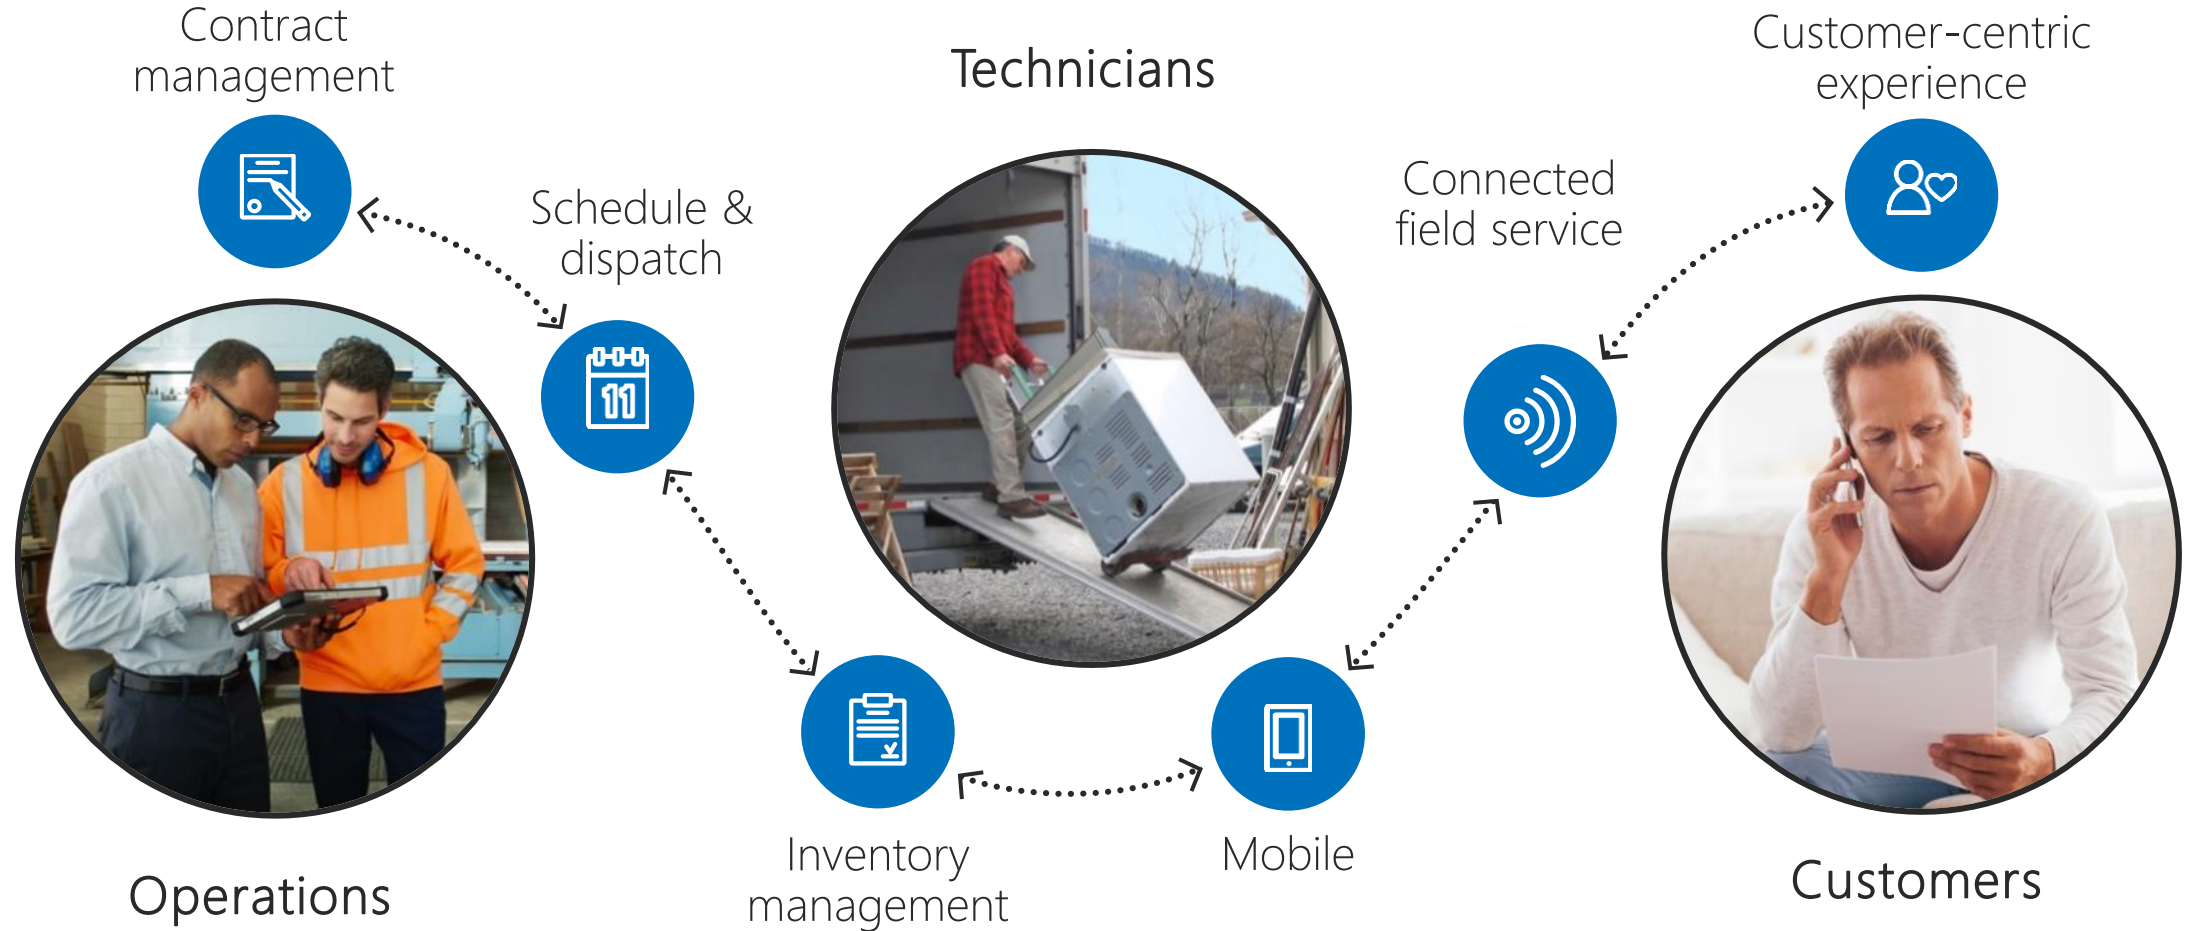 Contract
management
Technicians
Customer-centric
experience
Schedule &
dispatch
Connected
field service
11
Inventory
management
Mobile
Operations
Customers